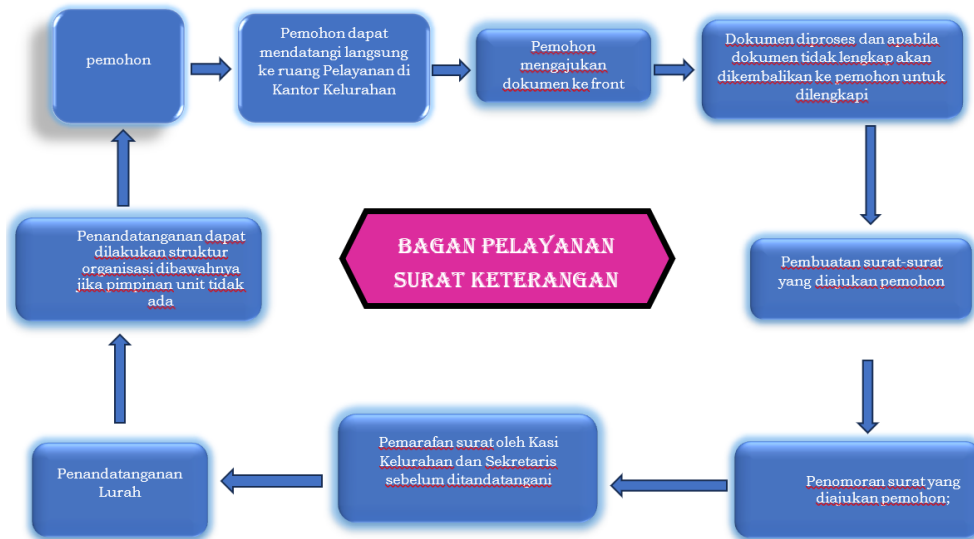 pemohon
Pemohon dapat
mendatangi langsung
ke ruang Pelayanan di
Kantor Kelurahan
Pemohon
mengajukan
dokumen ke front
Dokumen diproses dan apabila
dokumen tidak lengkap akan
dikembalikan ke pemohon untuk
dilengkapi
Pembuatan surat-surat
yang diajukan pemohon
Penomoran surat yang
diajukan pemohon;
Pemarafan surat oleh Kasi
Kelurahan dan Sekretaris
sebelum ditandatangani
Penandatanganan
Lurah
Penandatanganan dapat
dilakukan struktur
organisasi dibawahnya
jika pimpinan unit tidak
ada
BAGAN PELAYANAN
SURAT KETERANGAN